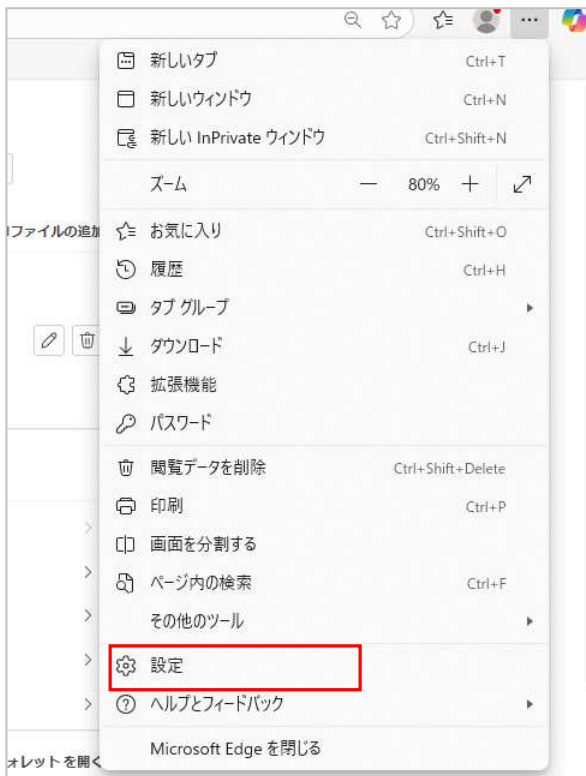 新しいタブ Ctrl+T
新しいウィンドウ Ctrl+N
新しい InPrivate ウィンドウ Ctrl+Shift+N
ズーム 80%
ファイルの追加
お気に入り Ctrl+Shift+O
履歴 Ctrl+H
タブ グループ
ダウンロード Ctrl+J
拡張機能
パスワード
閲覧データを削除 Ctrl+Shift+Delete
印刷 Ctrl+P
画面を分割する
ページ内の検索 Ctrl+F
その他のツール
設定
ヘルプとフィードバック
Microsoft Edge を閉じる
ォレット を開く